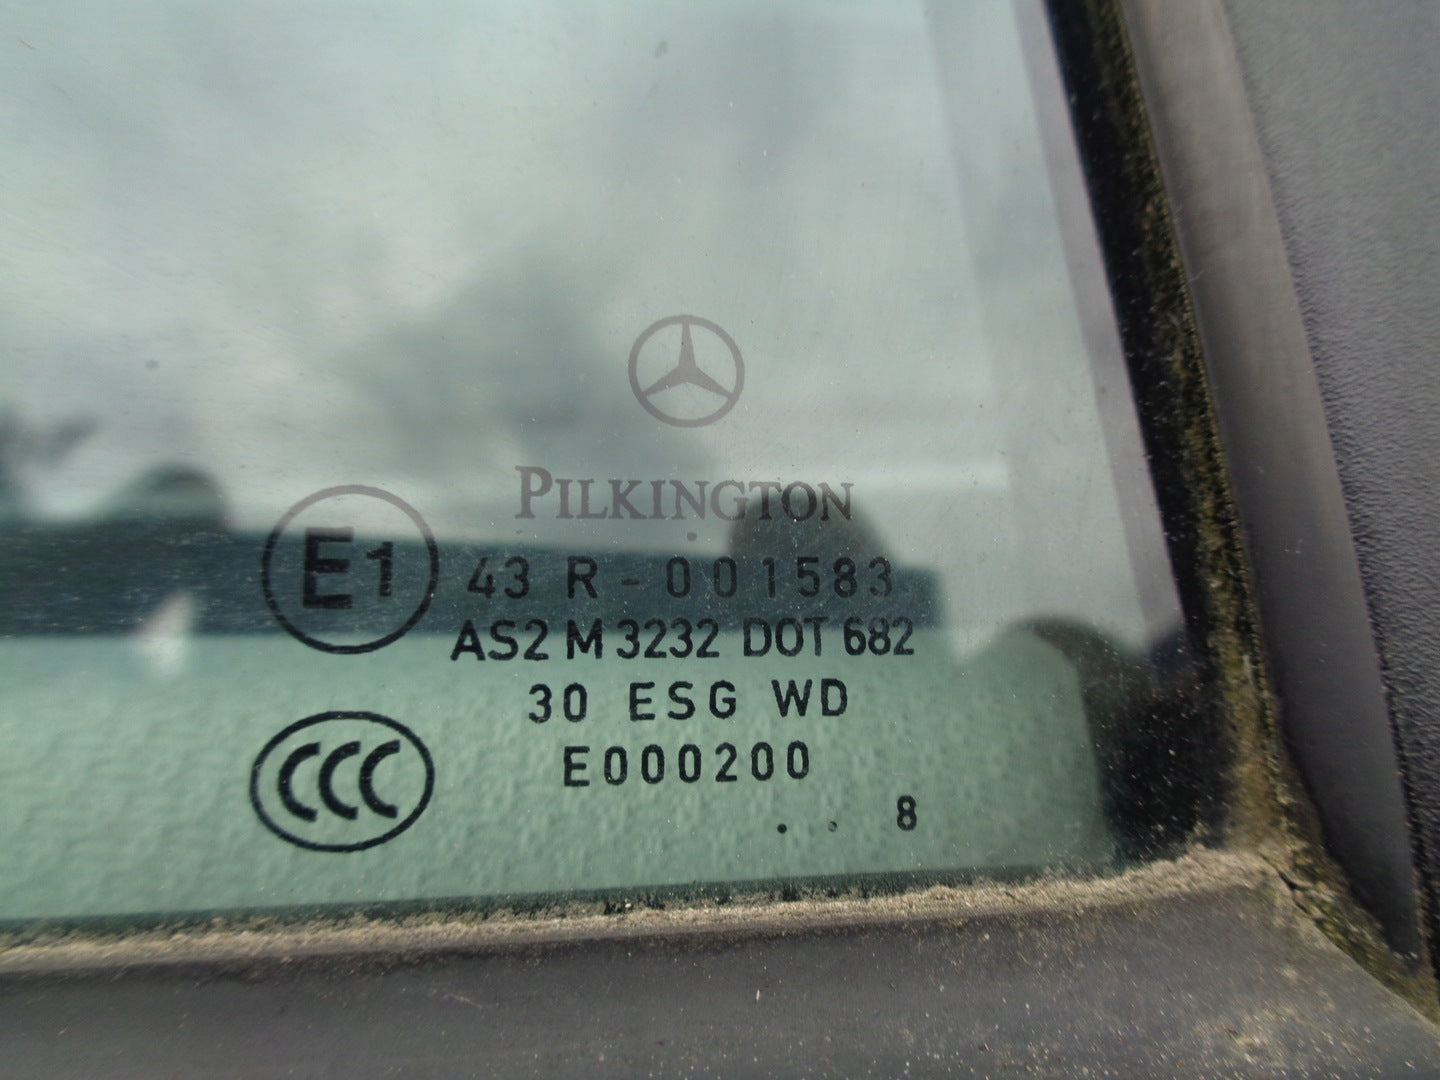 PILKINGTON
E1
43 R - 001583
AS2 M 3232 DOT 682
30 ESG WD
CCC
E000200
. . 8